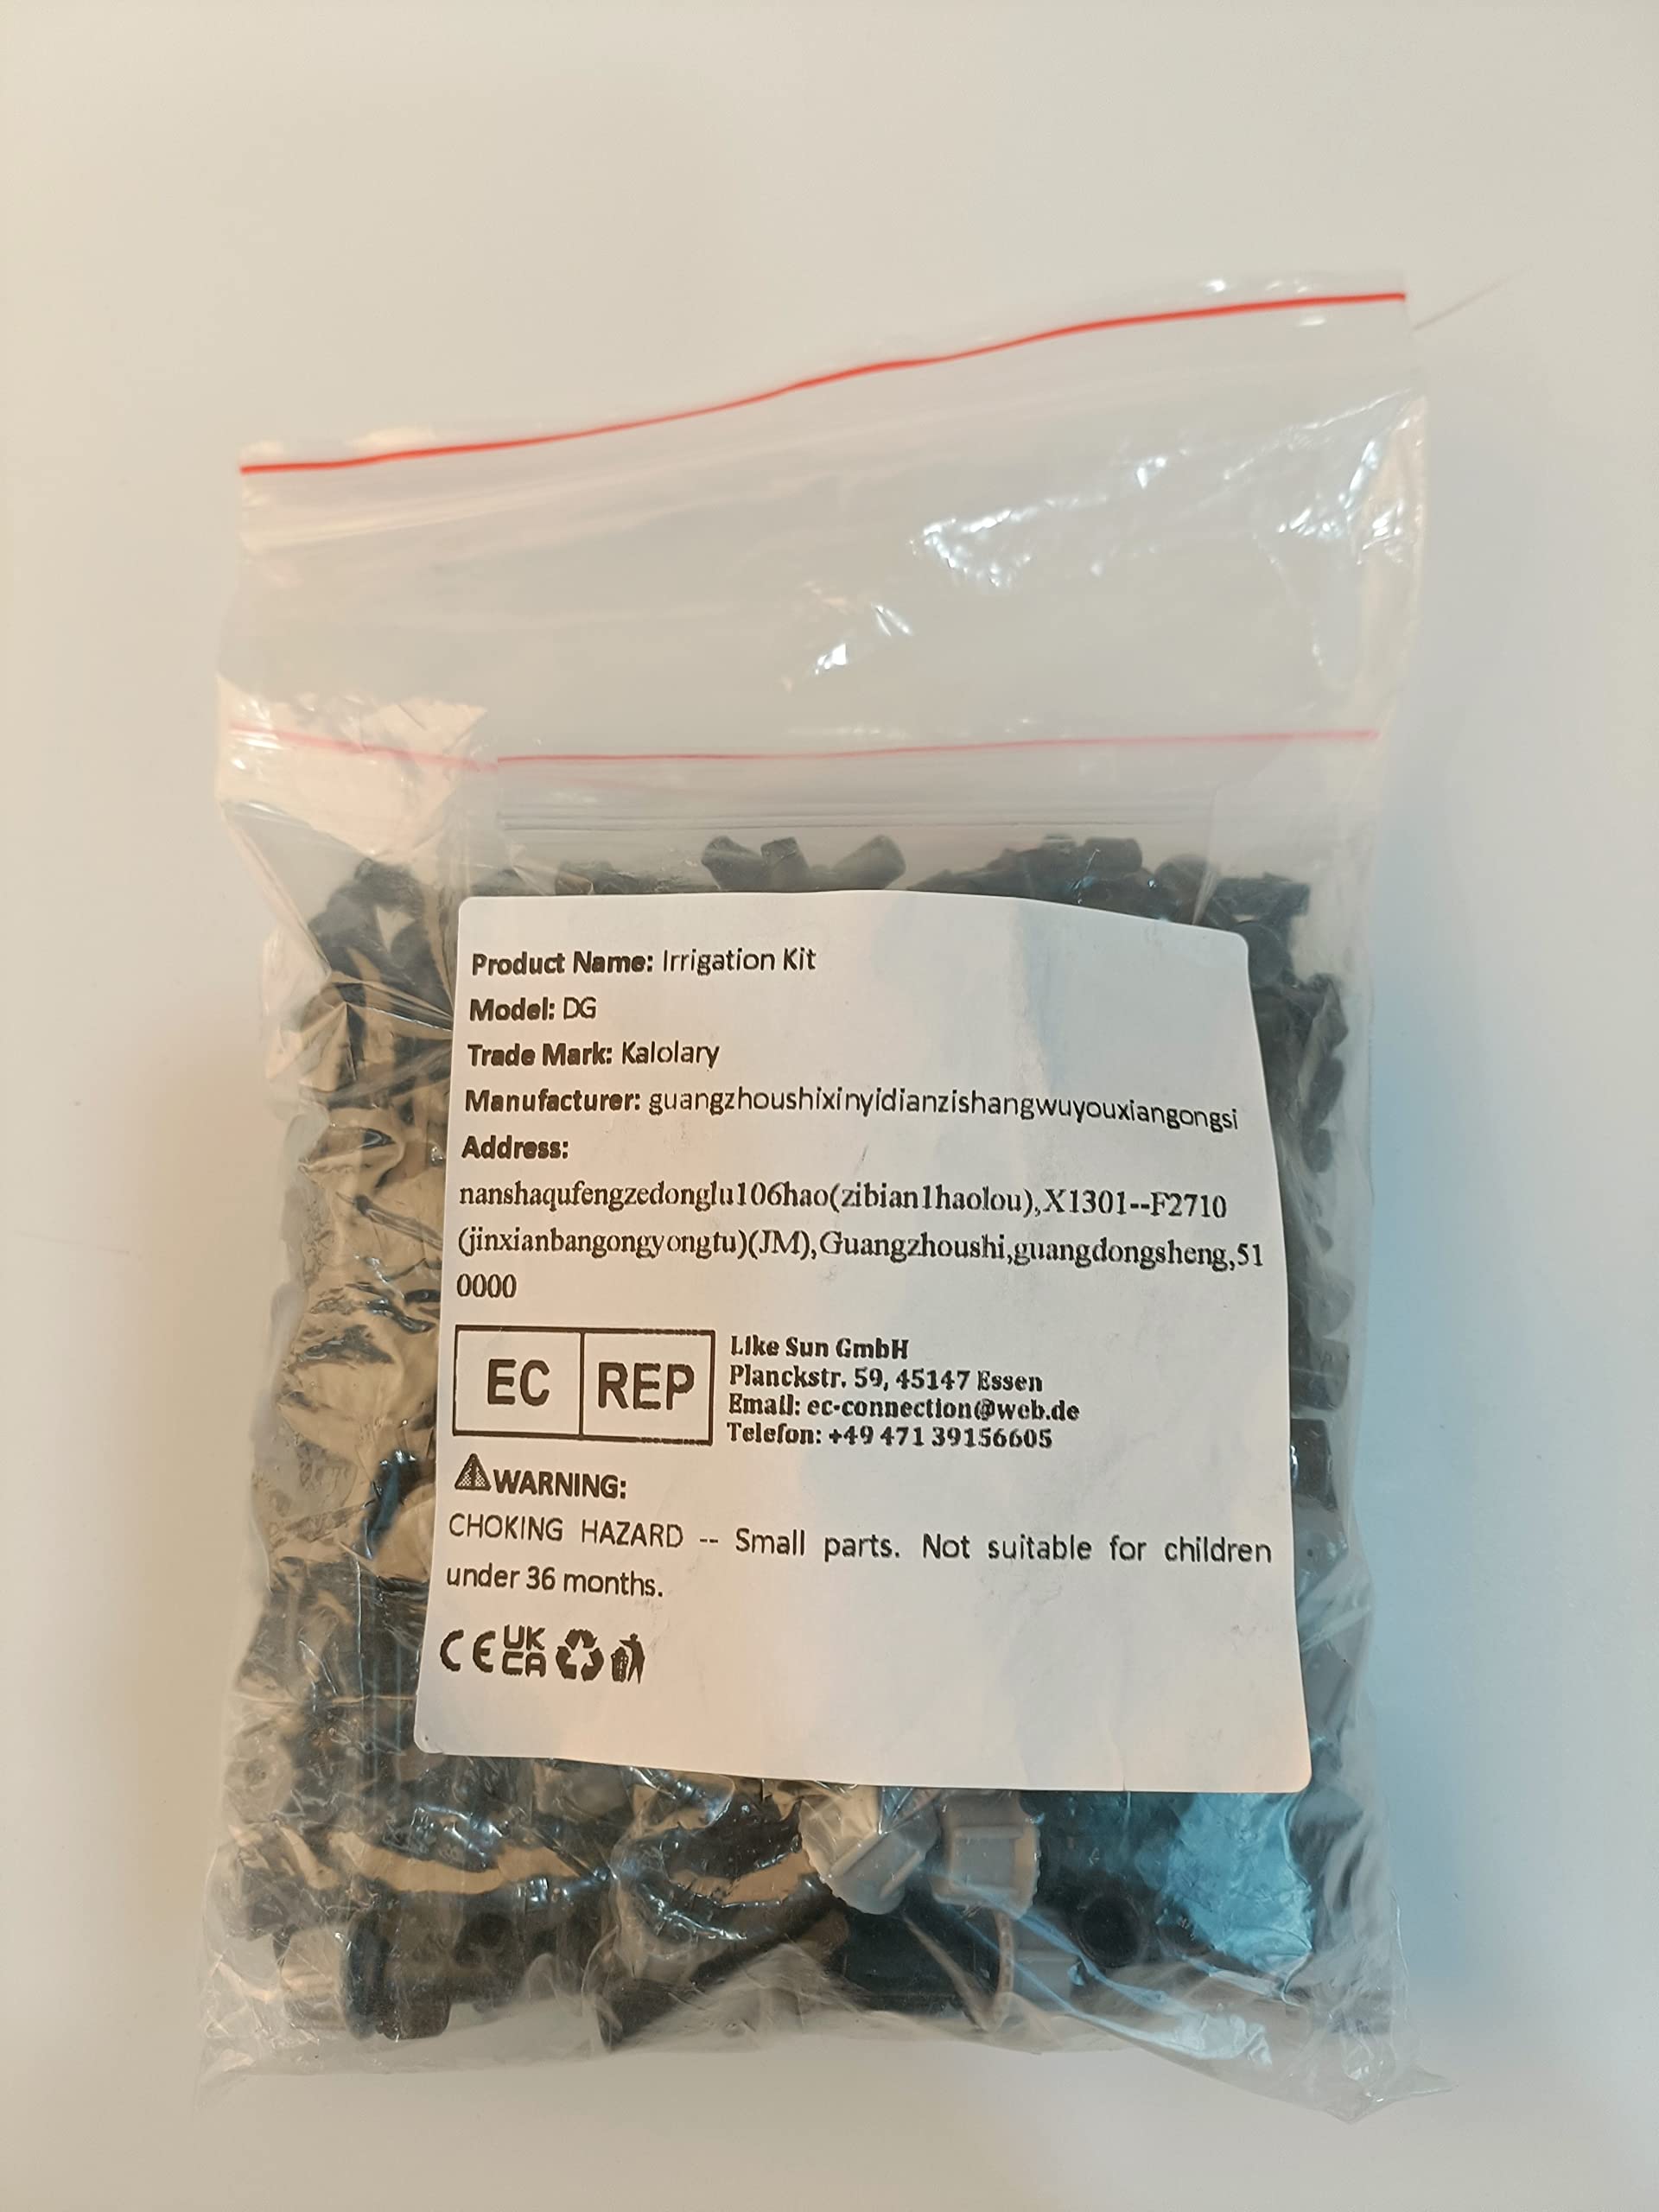 Product Name: Irrigation Kit
Model: DG
Trade Mark: Kalolary
Manufacturer: guangzhoushixinyidianzishangwuyouxiangongsi
Address:
nanshaqufengzedonglu106hao(zibian1haolou),X1301--F2710
(jinxianbangongyongtu)(JM),Guangzhoushi,guangdongsheng,51
0000
EC REP
Like Sun GmbH
Planckstr. 59, 45147 Essen
Email: ec-connection@web.de
Telefon: +49 471 39156605
WARNING:
CHOKING HAZARD -- Small parts. Not suitable for children
under 36 months.
CE UK
CA